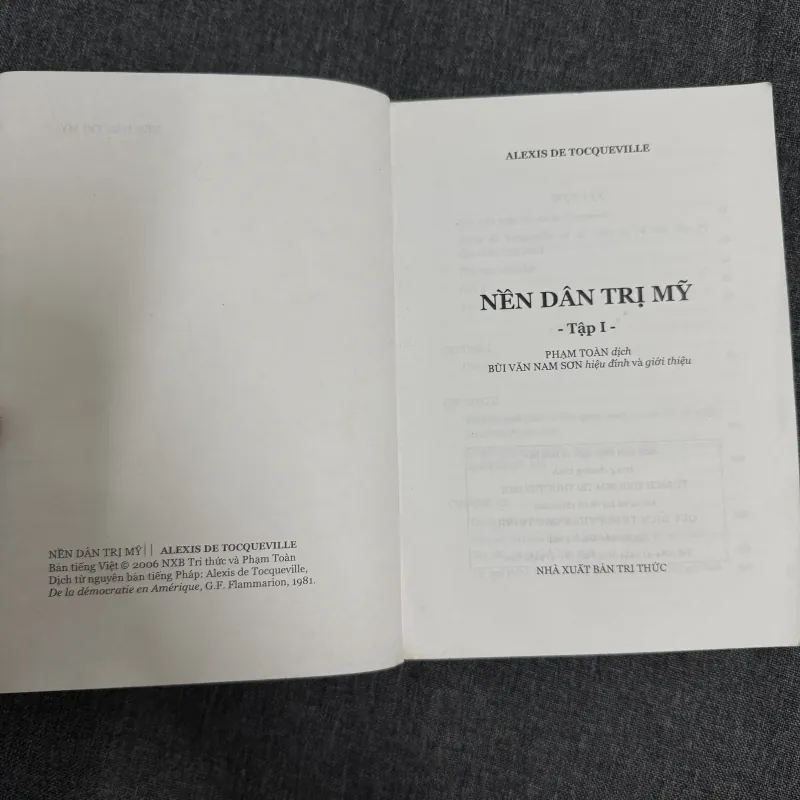 NỀN DÂN TRỊ MỸ || ALEXIS DE TOCQUEVILLE
Bản tiếng Việt © 2006 NXB Tri thức và Phạm Toàn
Dịch từ nguyên bản tiếng Pháp: Alexis de Tocqueville,
De la démocratie en Amérique, G.F. Flammarion, 1981.
ALEXIS DE TOCQUEVILLE
NỀN DÂN TRỊ MỸ
- Tập I -
PHẠM TOÀN dịch
BÙI VĂN NAM SƠN hiệu đính và giới thiệu
NHÀ XUẤT BẢN TRI THỨC